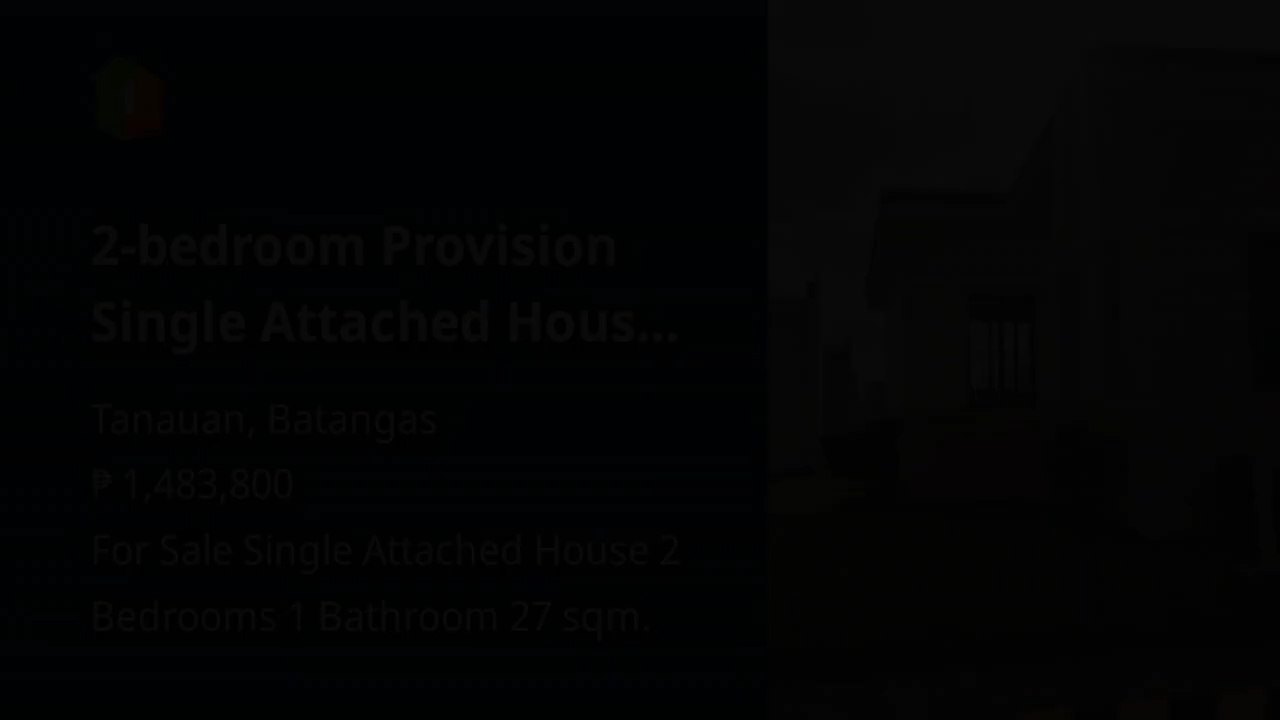 2-bedroom Provision
Single Attached Hous...
Tanauan, Batangas
₱ 1,483,800
For Sale Single Attached House 2
Bedrooms 1 Bathroom 27 sqm.